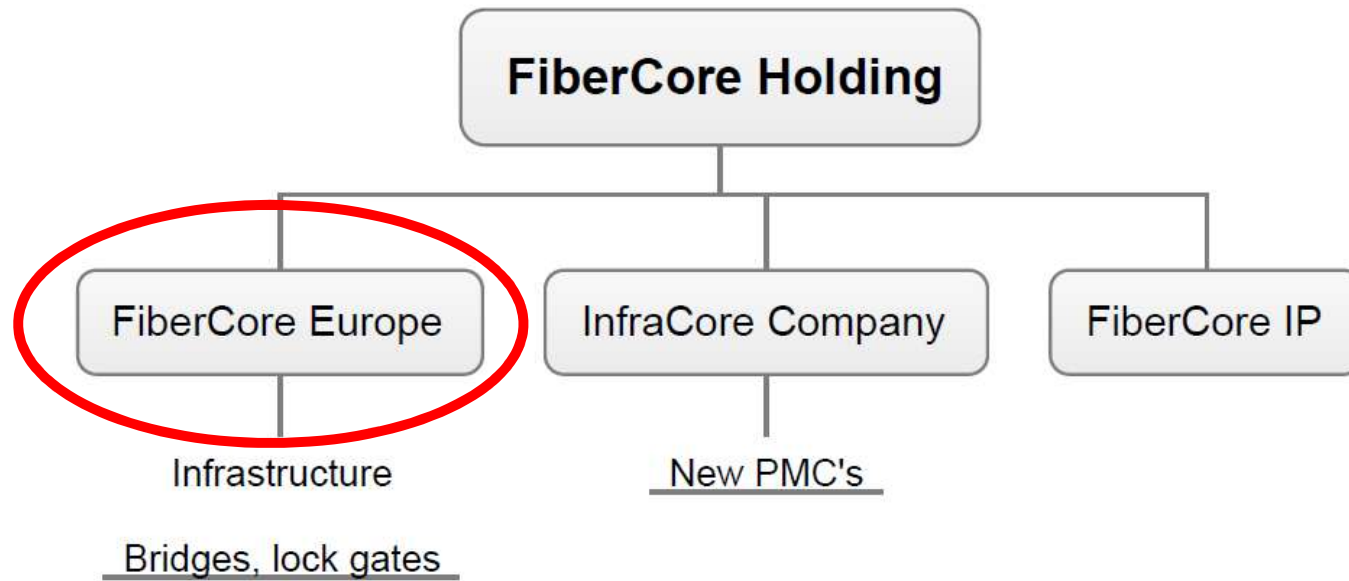 FiberCore Holding
FiberCore Europe
InfraCore Company
FiberCore IP
Infrastructure
New PMC's
Bridges, lock gates